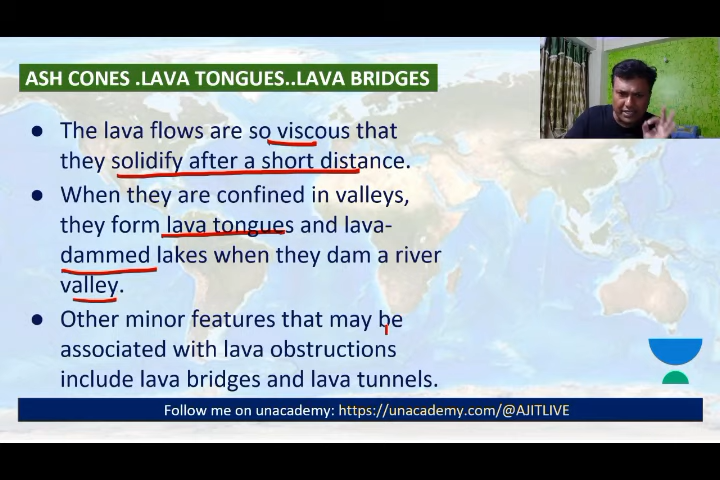 ASH CONES .LAVA TONGUES..LAVA BRIDGES
● The lava flows are so viscous that
they solidify after a short distance.
● When they are confined in valleys,
they form lava tongues and lava-
dammed lakes when they dam a river
valley.
● Other minor features that may be
associated with lava obstructions
include lava bridges and lava tunnels.
Follow me on unacademy: https://unacademy.com/@AJITLIVE